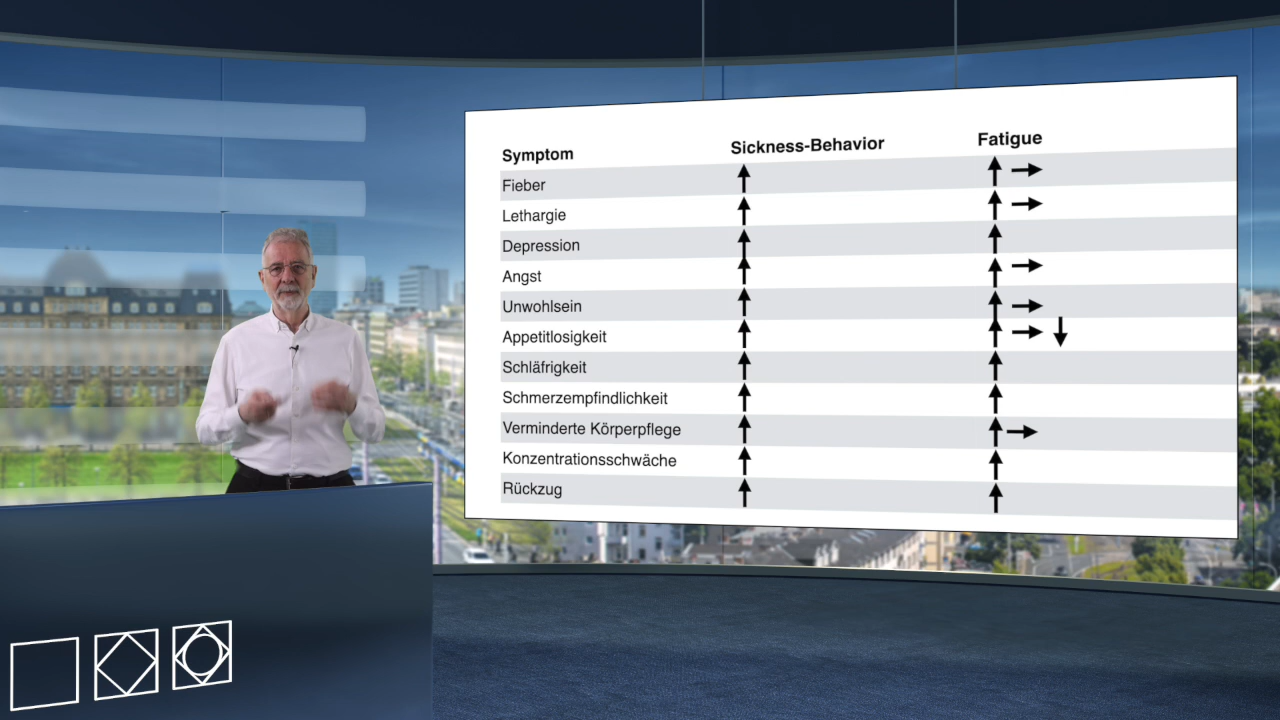 Symptom Sickness-Behavior Fatigue
Fieber ↑ ↑ →
Lethargie ↑ ↑ →
Depression ↑ ↑
Angst ↑ ↑ →
Unwohlsein ↑ ↑ →
Appetitlosigkeit ↑ ↑ → ↓
Schläfrigkeit ↑ ↑
Schmerzempfindlichkeit ↑ ↑
Verminderte Körperpflege ↑ ↑ →
Konzentrationsschwäche ↑ ↑
Rückzug ↑ ↑